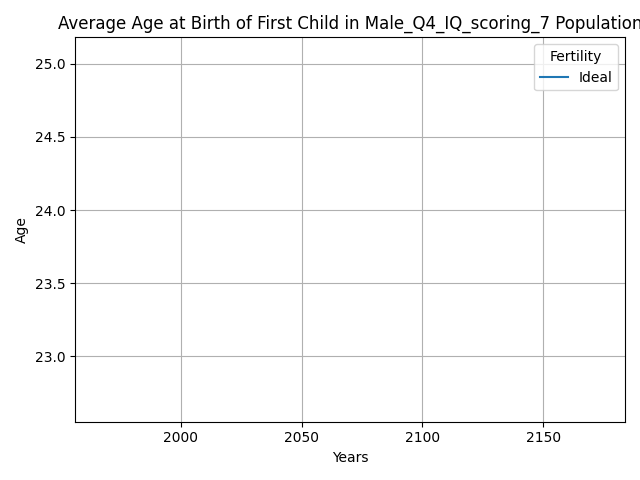 Average Age at Birth of First Child in Male_Q4_IQ_scoring_7 Population
Fertility
Ideal
25.0
24.5
24.0
23.5
23.0
Age
2000 2050 2100 2150
Years